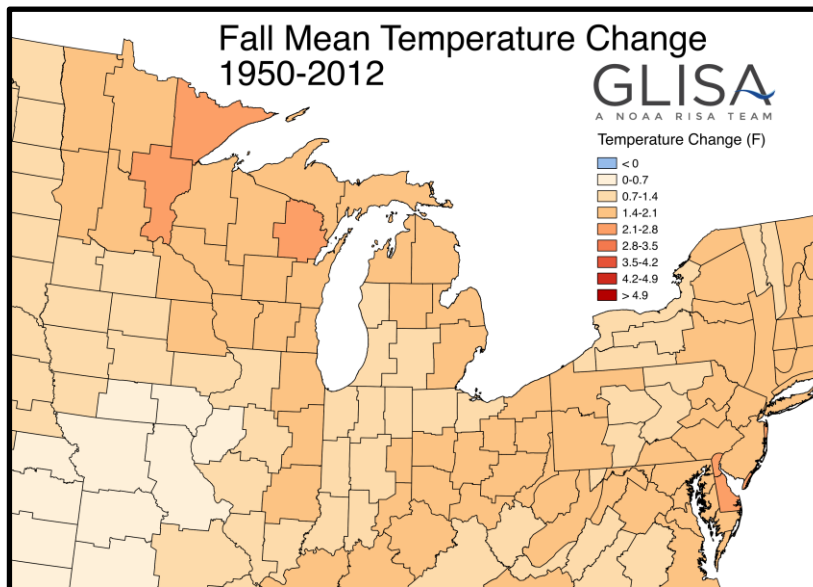 Fall Mean Temperature Change
1950-2012
GLISA
A NOAA RISA TEAM
Temperature Change (F)
< 0
0-0.7
0.7-1.4
1.4-2.1
2.1-2.8
2.8-3.5
3.5-4.2
4.2-4.9
> 4.9